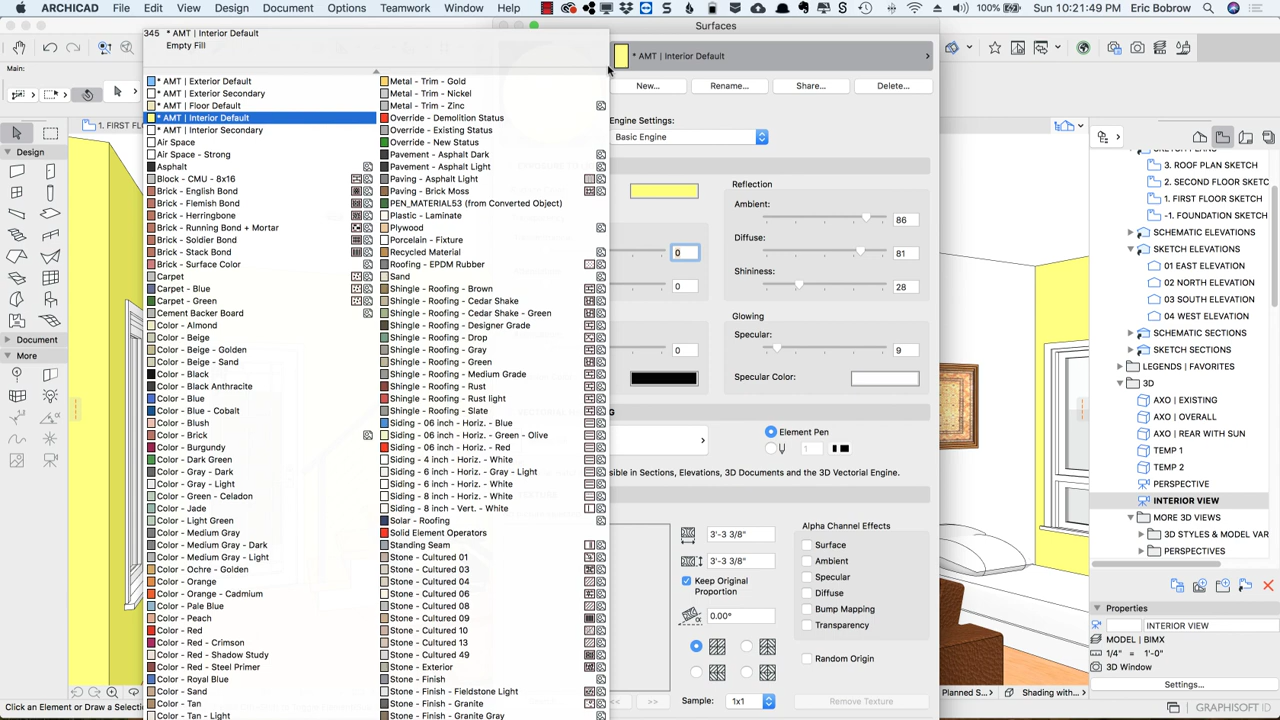 ARCHICAD File Edit View Design Document Options Teamwork Window Help 100% Sun 10:21:49 PM Eric Bobrow
345 * AMT | Interior Default
Empty Fill
* AMT | Exterior Default
* AMT | Exterior Secondary
* AMT | Floor Default
* AMT | Interior Default
* AMT | Interior Secondary
Air Space
Air Space - Strong
Asphalt
Block - CMU - 8x16
Brick - English Bond
Brick - Flemish Bond
Brick - Herringbone
Brick - Running Bond + Mortar
Brick - Soldier Bond
Brick - Stack Bond
Brick - Surface Color
Carpet
Carpet - Blue
Carpet - Green
Cement Backer Board
Color - Almond
Color - Beige
Color - Beige - Golden
Color - Beige - Sand
Color - Black
Color - Black Anthracite
Color - Blue
Color - Blue - Cobalt
Color - Blush
Color - Brick
Color - Burgundy
Color - Dark Green
Color - Gray - Dark
Color - Gray - Light
Color - Green - Celadon
Color - Jade
Color - Light Green
Color - Medium Gray
Color - Medium Gray - Dark
Color - Medium Gray - Light
Color - Ochre - Golden
Color - Orange
Color - Orange - Cadmium
Color - Pale Blue
Color - Peach
Color - Red
Color - Red - Crimson
Color - Red - Shadow Study
Color - Red - Steel Primer
Color - Royal Blue
Color - Sand
Color - Tan
Color - Tan - Light
Metal - Trim - Gold
Metal - Trim - Nickel
Metal - Trim - Zinc
Override - Demolition Status
Override - Existing Status
Override - New Status
Pavement - Asphalt Dark
Pavement - Asphalt Light
Paving - Asphalt Light
Paving - Brick Moss
PEN_MATERIAL53 (from Converted Object)
Plastic - Laminate
Plywood
Porcelain - Fixture
Recycled Material
Roofing - EPDM Rubber
Sand
Shingle - Roofing - Brown
Shingle - Roofing - Cedar Shake
Shingle - Roofing - Cedar Shake - Green
Shingle - Roofing - Designer Grade
Shingle - Roofing - Drop
Shingle - Roofing - Gray
Shingle - Roofing - Green
Shingle - Roofing - Medium Grade
Shingle - Roofing - Rust
Shingle - Roofing - Rust light
Shingle - Roofing - Slate
Siding - 06 inch - Horiz. - Blue
Siding - 06 inch - Horiz. - Green - Olive
Siding - 06 inch - Horiz. - Red
Siding - 4 inch - Horiz. - White
Siding - 6 inch - Horiz. - Gray - Light
Siding - 6 inch - Horiz. - White
Siding - 8 inch - Horiz. - White
Siding - 8 inch - Vert. - White
Solar - Roofing
Solid Element Operators
Standing Seam
Stone - Cultured 01
Stone - Cultured 03
Stone - Cultured 04
Stone - Cultured 06
Stone - Cultured 08
Stone - Cultured 09
Stone - Cultured 10
Stone - Cultured 13
Stone - Cultured 49
Stone - Exterior
Stone - Finish
Stone - Finish - Fieldstone Light
Stone - Finish - Granite
Stone - Finish - Granite Gray
Surfaces
* AMT | Interior Default
New... Rename... Share... Delete...
Engine Settings:
Basic Engine
Reflection
Ambient:
86
Diffuse:
0 81
Shininess:
0 28
Glowing
Specular:
0 9
Specular Color:
Element Pen
1
ible in Sections, Elevations, 3D Documents and the 3D Vectorial Engine.
3'-3 3/8"
3'-3 3/8"
Keep Original
Proportion
0.00°
Alpha Channel Effects
Surface
Ambient
Specular
Diffuse
Bump Mapping
Transparency
Random Origin
<< >> Sample: 1x1 Remove Texture
Main:
1. FIRST FL
Design
Document
More
Click an Element or Draw a Selection
3. ROOF PLAN SKETCH
2. SECOND FLOOR SKETC
1. FIRST FLOOR SKETCH
-1. FOUNDATION SKETCH
SCHEMATIC ELEVATIONS
SKETCH ELEVATIONS
01 EAST ELEVATION
02 NORTH ELEVATION
03 SOUTH ELEVATION
04 WEST ELEVATION
SCHEMATIC SECTIONS
SKETCH SECTIONS
LEGENDS | FAVORITES
3D
AXO | EXISTING
AXO | OVERALL
AXO | REAR WITH SUN
TEMP 1
TEMP 2
PERSPECTIVE
INTERIOR VIEW
MORE 3D VIEWS
3D STYLES & MODEL VAR
PERSPECTIVES
Properties
INTERIOR VIEW
MODEL | BIMX
1/4" = 1'-0"
3D Window
Settings...
Planned S... Shading with...
GRAPHISOFT ID